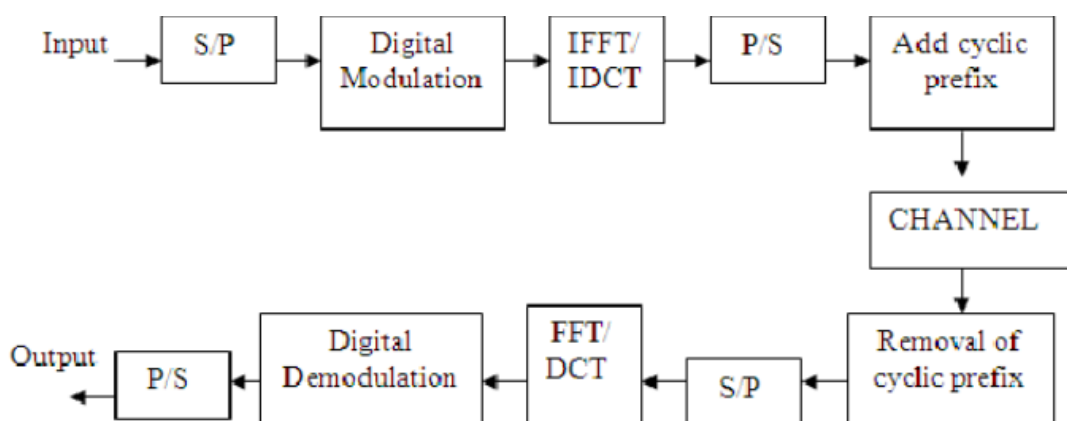 Input
S/P
Digital
Modulation
IFFT/
IDCT
P/S
Add cyclic
prefix
CHANNEL
Removal of
cyclic prefix
S/P
FFT/
DCT
Digital
Demodulation
P/S
Output